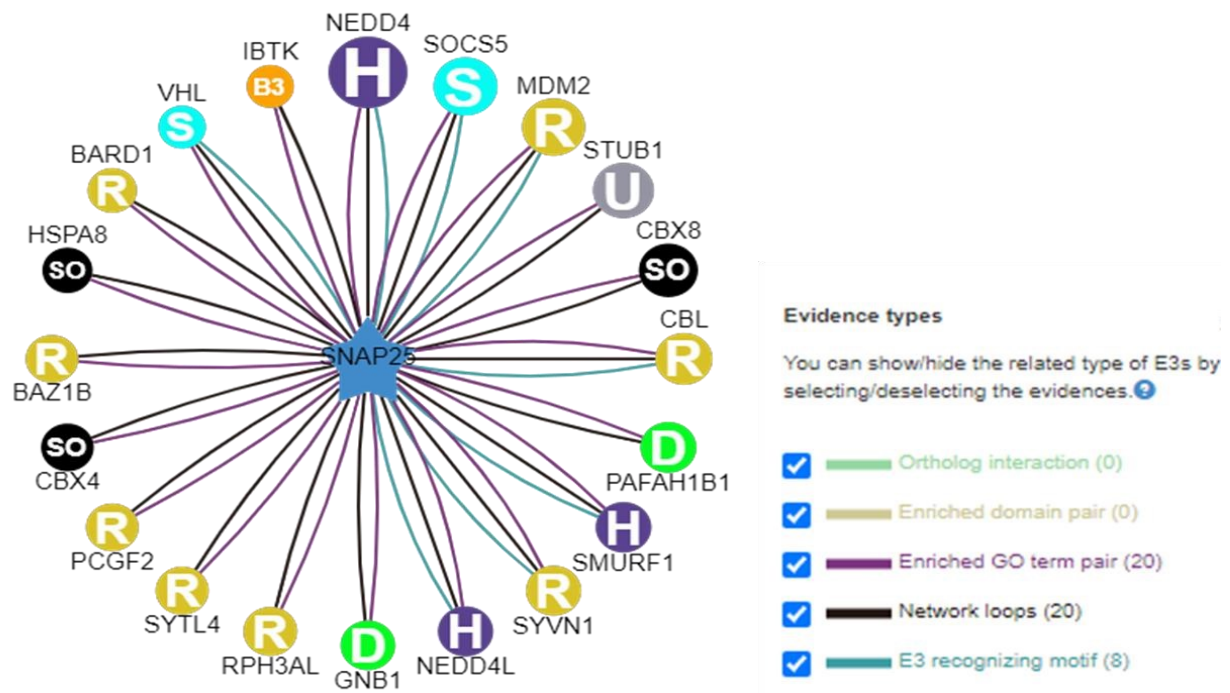 NEDD4
H
SOCS5
S
IBTK
B3
MDM2
R
VHL
S
STUB1
U
BARD1
R
CBX8
SO
HSPA8
SO
CBL
R
SNAP25
R
BAZ1B
D
PAFAH1B1
SO
CBX4
H
SMURF1
R
PCGF2
R
SYVN1
R
SYTL4
H
NEDD4L
R
RPH3AL
D
GNB1
Evidence types
You can show/hide the related type of E3s by
selecting/deselecting the evidences.?
Ortholog interaction (0)
Enriched domain pair (0)
Enriched GO term pair (20)
Network loops (20)
E3 recognizing motif (8)